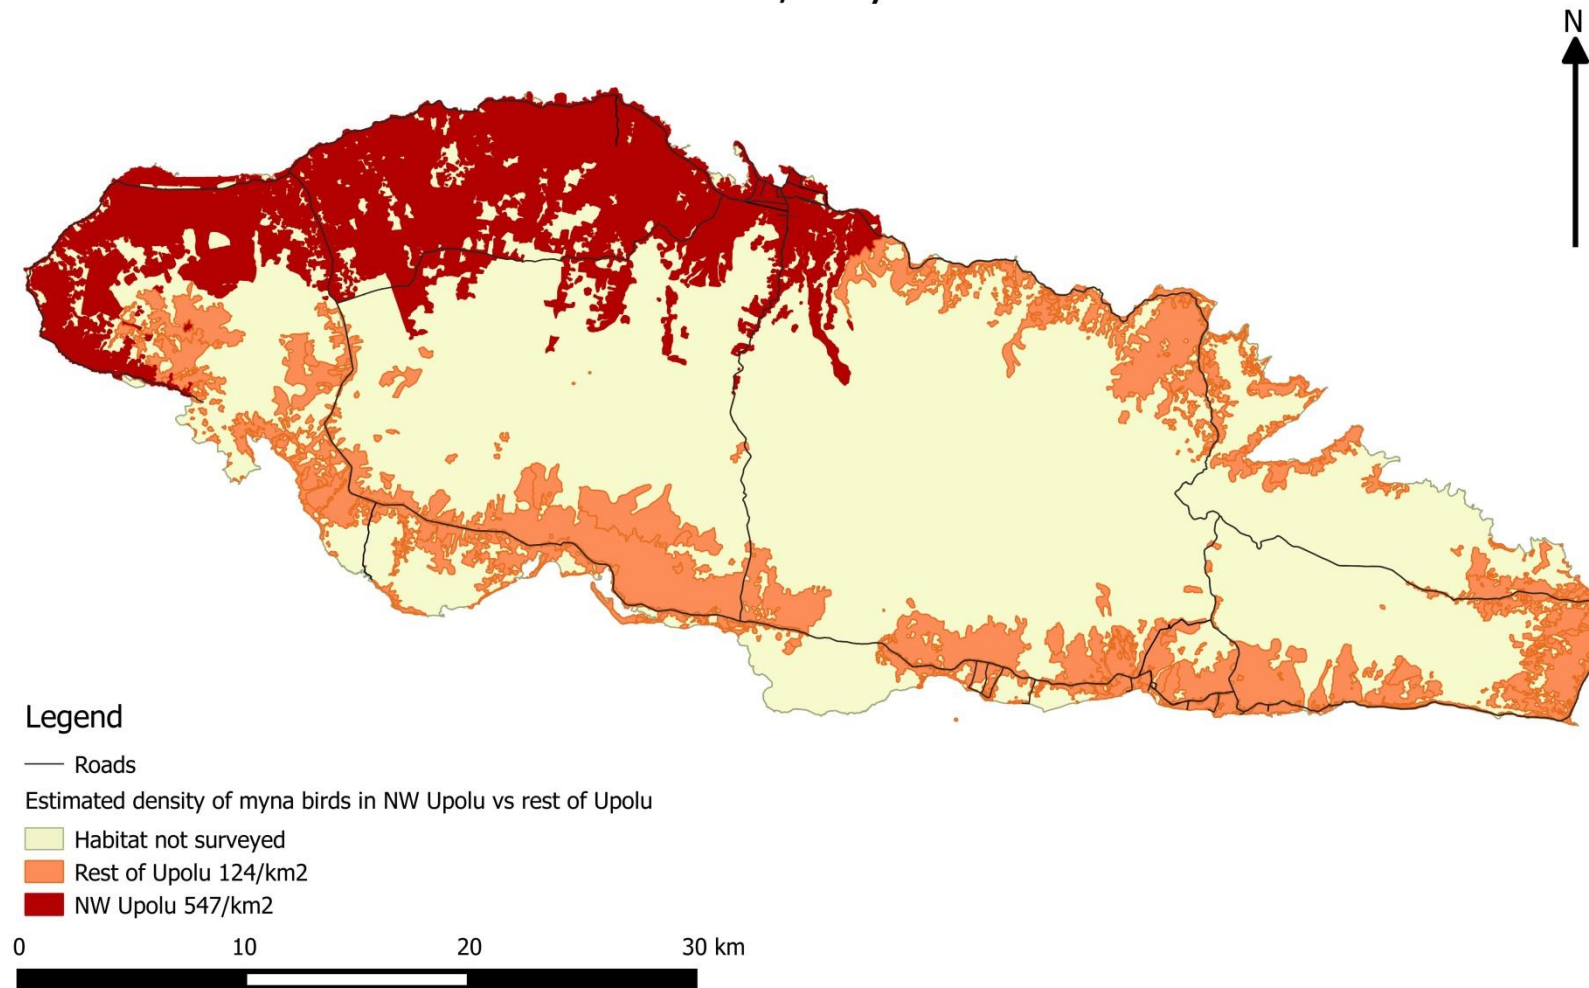 N
Legend
Roads
Estimated density of myna birds in NW Upolu vs rest of Upolu
Habitat not surveyed
Rest of Upolu 124/km2
NW Upolu 547/km2
0 10 20 30 km